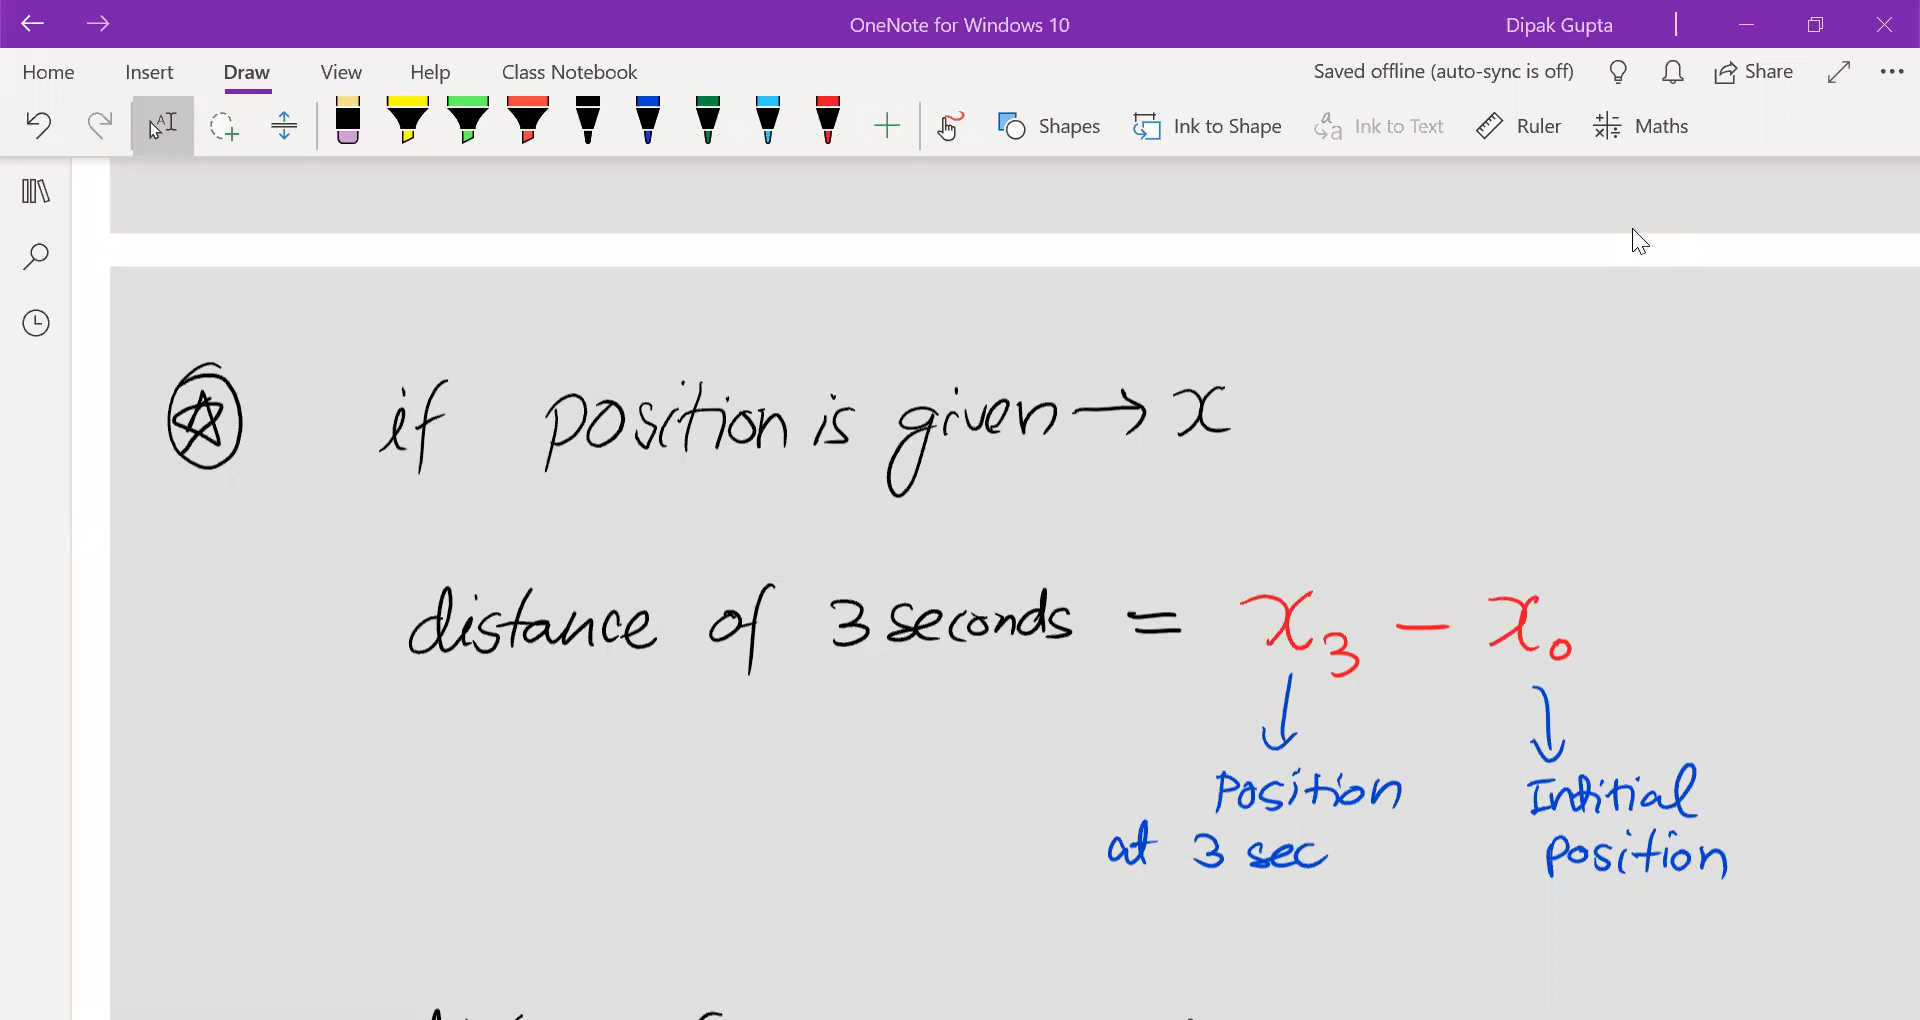 OneNote for Windows 10
Dipak Gupta
Home Insert Draw View Help Class Notebook
Saved offline (auto-sync is off) Share
Shapes Ink to Shape Ink to Text Ruler Maths
if position is given → x
distance of 3 seconds = x₃ − x₀
Position
at 3 sec
Initial
position